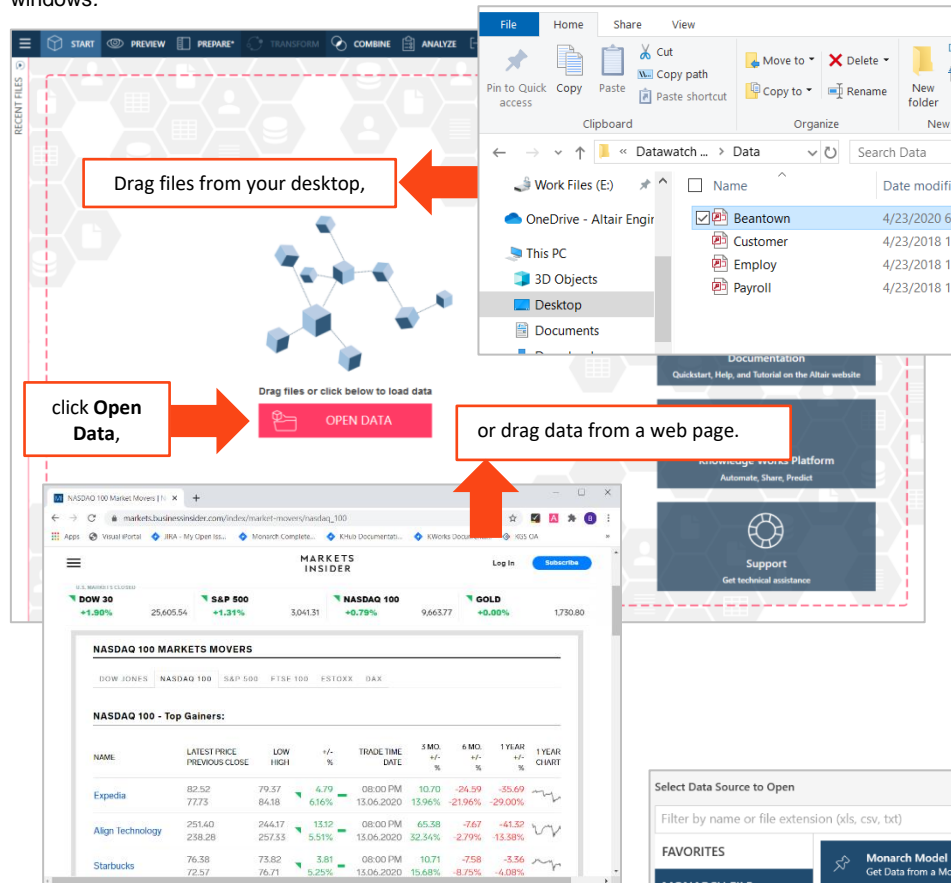 windows.
START PREVIEW PREPARE* TRANSFORM COMBINE ANALYZE
RECENT FILES
File Home Share View
Pin to Quick access
Copy
Paste
Cut
Copy path
Paste shortcut
Move to
Copy to
Delete
Rename
New folder
Clipboard Organize New
« Datawatch ... > Data
Search Data
Work Files (E:)
OneDrive - Altair Engir
This PC
3D Objects
Desktop
Documents
Name Date modifi
Beantown 4/23/2020 6
Customer 4/23/2018 1
Employ 4/23/2018 1
Payroll 4/23/2018 1
Drag files from your desktop,
Drag files or click below to load data
OPEN DATA
click Open
Data,
or drag data from a web page.
Documentation
Quickstart, Help, and Tutorial on the Altair website
Knowledge Works Platform
Automate, Share, Predict
Support
Get technical assistance
NASDAQ 100 Market Movers | N
markets.businessinsider.com/index/market-movers/nasdaq_100
Apps Visual iPortal JIRA - My Open Iss... Monarch Complete... KHub Documentati... KWorks KGS OA
MARKETS
INSIDER
Log In Subscribe
U.S. MARKETS CLOSED
DOW 30 S&P 500 NASDAQ 100 GOLD
+1.90% 25,605.54 +1.31% 3,041.31 +0.79% 9,663.77 +0.00% 1,730.80
NASDAQ 100 MARKETS MOVERS
DOW JONES NASDAQ 100 S&P 500 FTSE 100 ESTOXX DAX
NASDAQ 100 - Top Gainers:
NAME
LATEST PRICE
PREVIOUS CLOSE
LOW
HIGH
+/-
%
TRADE TIME
DATE
3 MO.
+/-
%
6 MO.
+/-
%
1 YEAR
+/-
%
1 YEAR
CHART
Expedia
82.52 79.37 4.79 08:00 PM 10.70 -24.59 -35.69
77.73 84.18 6.16% 13.06.2020 13.96% -21.96% -29.00%
Align Technology
251.40 244.17 13.12 08:00 PM 65.38 -7.67 -41.32
238.28 257.33 5.51% 13.06.2020 32.34% -2.79% -13.38%
Starbucks
76.38 73.82 3.81 08:00 PM 10.71 -7.58 -3.36
72.57 76.71 5.25% 13.06.2020 15.68% -8.75% -4.08%
Select Data Source to Open
Filter by name or file extension (xls, csv, txt)
FAVORITES
Monarch Model
Get Data from a M